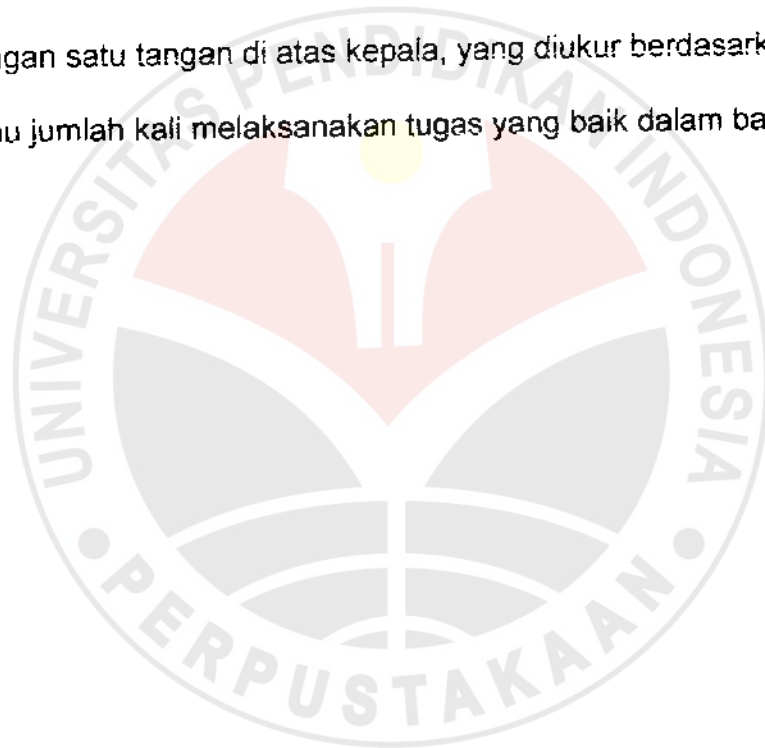 ngan satu tangan di atas kepala, yang diukur berdasark
u jumlah kali melaksanakan tugas yang baik dalam ba
UNIVERSITAS PENDIDIKAN INDONESIA
PERPUSTAKAAN